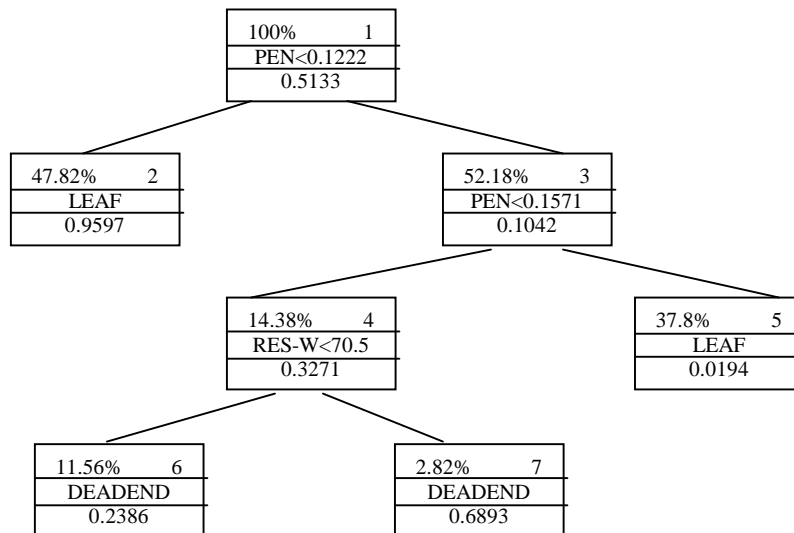 100% 1
PEN<0.1222
0.5133
47.82% 2
LEAF
0.9597
52.18% 3
PEN<0.1571
0.1042
14.38% 4
RES-W<70.5
0.3271
37.8% 5
LEAF
0.0194
11.56% 6
DEADEND
0.2386
2.82% 7
DEADEND
0.6893